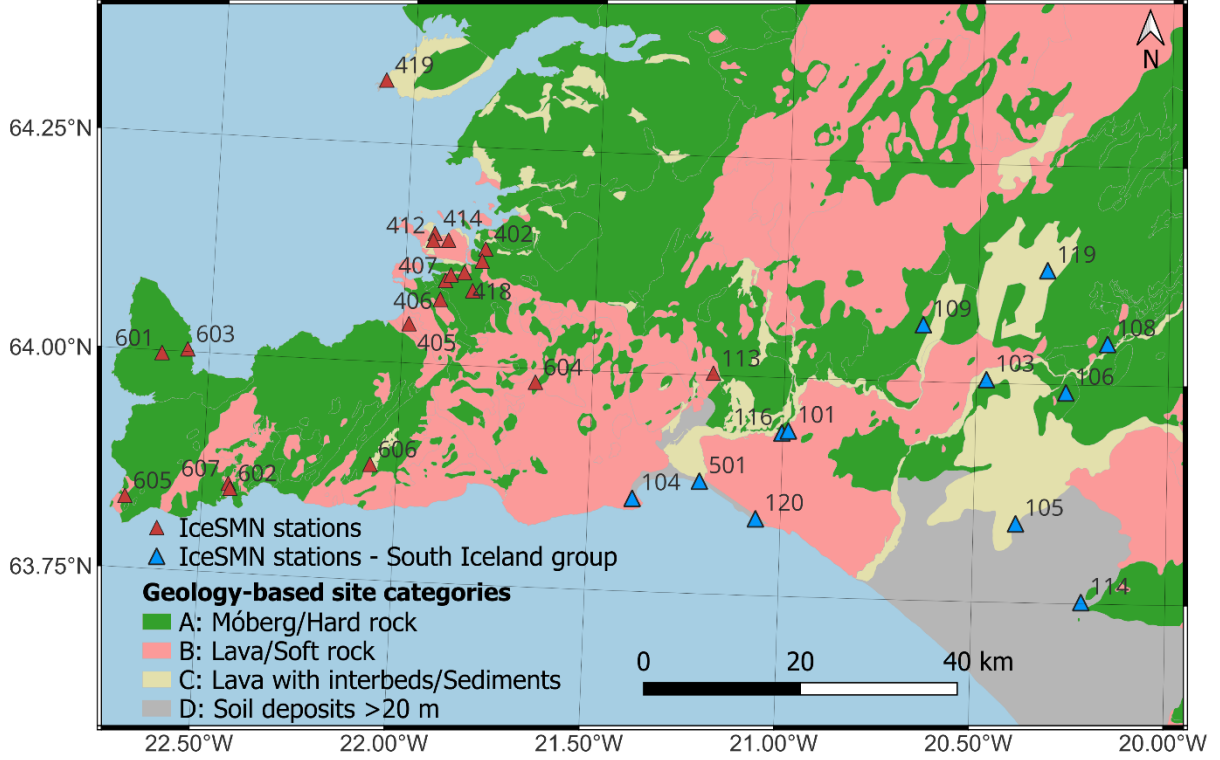 N
64.25°N
64.00°N
63.75°N
419
412 414
402
407
418
406
405
601
603
604
113
119
109
108
103
106
116 101
606
607
602
605
501
104
120
105
114
IceSMN stations
IceSMN stations - South Iceland group
Geology-based site categories
A: Móberg/Hard rock
B: Lava/Soft rock
C: Lava with interbeds/Sediments
D: Soil deposits >20 m
0 20 40 km
22.50°W 22.00°W 21.50°W 21.00°W 20.50°W 20.00°W